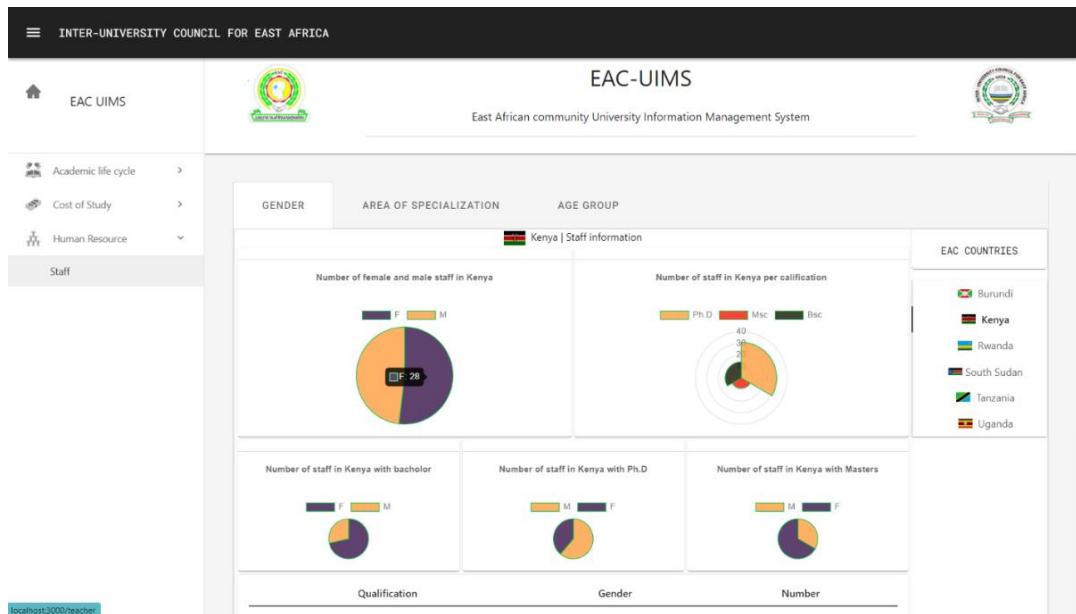 INTER-UNIVERSITY COUNCIL FOR EAST AFRICA
EAC UIMS
EAC-UIMS
East African community University Information Management System
Academic life cycle
Cost of Study
Human Resource
Staff
GENDER AREA OF SPECIALIZATION AGE GROUP
Kenya | Staff information
Number of female and male staff in Kenya
F M
F: 28
Number of staff in Kenya per calification
Ph.D Msc Bsc
40
30
20
EAC COUNTRIES
Burundi
Kenya
Rwanda
South Sudan
Tanzania
Uganda
Number of staff in Kenya with bacholor
F M
Number of staff in Kenya with Ph.D
M F
Number of staff in Kenya with Masters
M F
Qualification Gender Number
localhost:3000/teacher